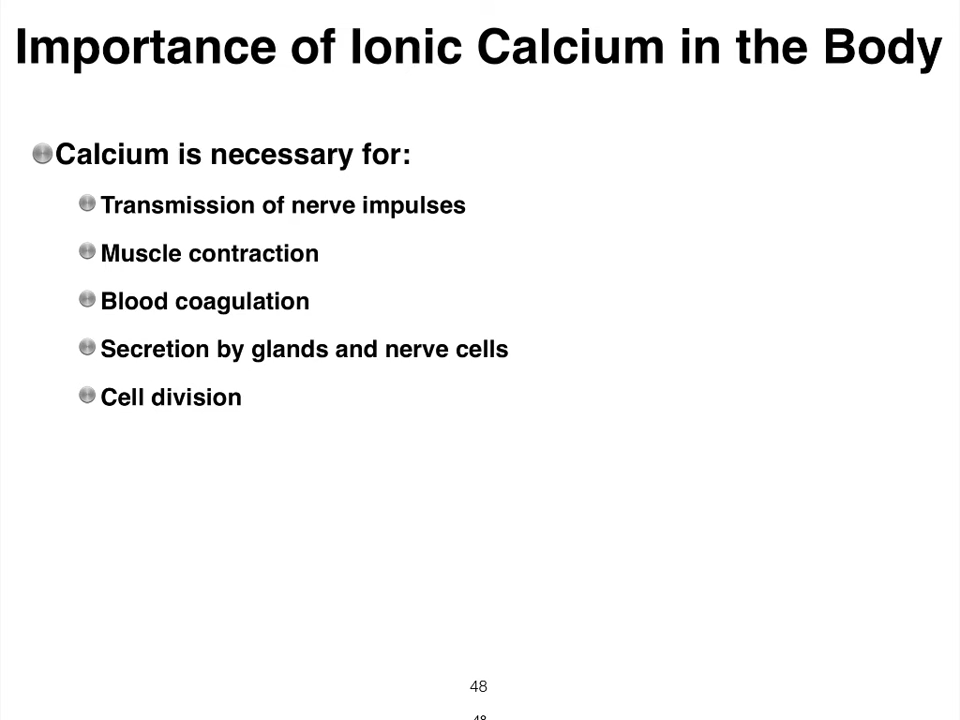 Importance of Ionic Calcium in the Body
Calcium is necessary for:
Transmission of nerve impulses
Muscle contraction
Blood coagulation
Secretion by glands and nerve cells
Cell division
48
48